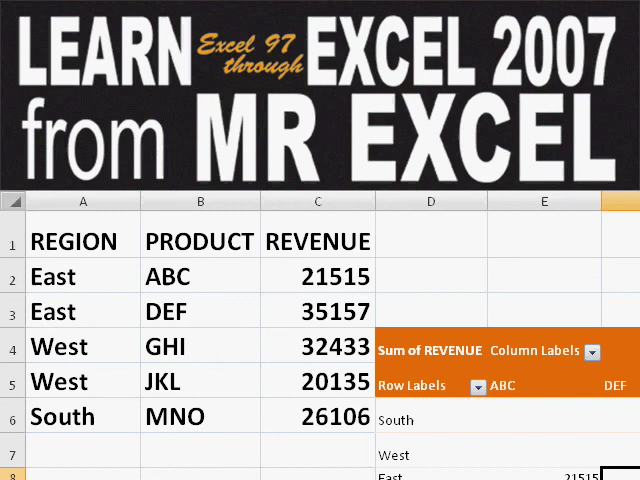 LEARN Excel 97 through EXCEL 2007
from MR EXCEL
A B C D E
1 REGION PRODUCT REVENUE
2 East ABC 21515
3 East DEF 35157
4 West GHI 32433 Sum of REVENUE Column Labels
5 West JKL 20135 Row Labels ABC DEF
6 South MNO 26106 South
7 West
8 East 21515